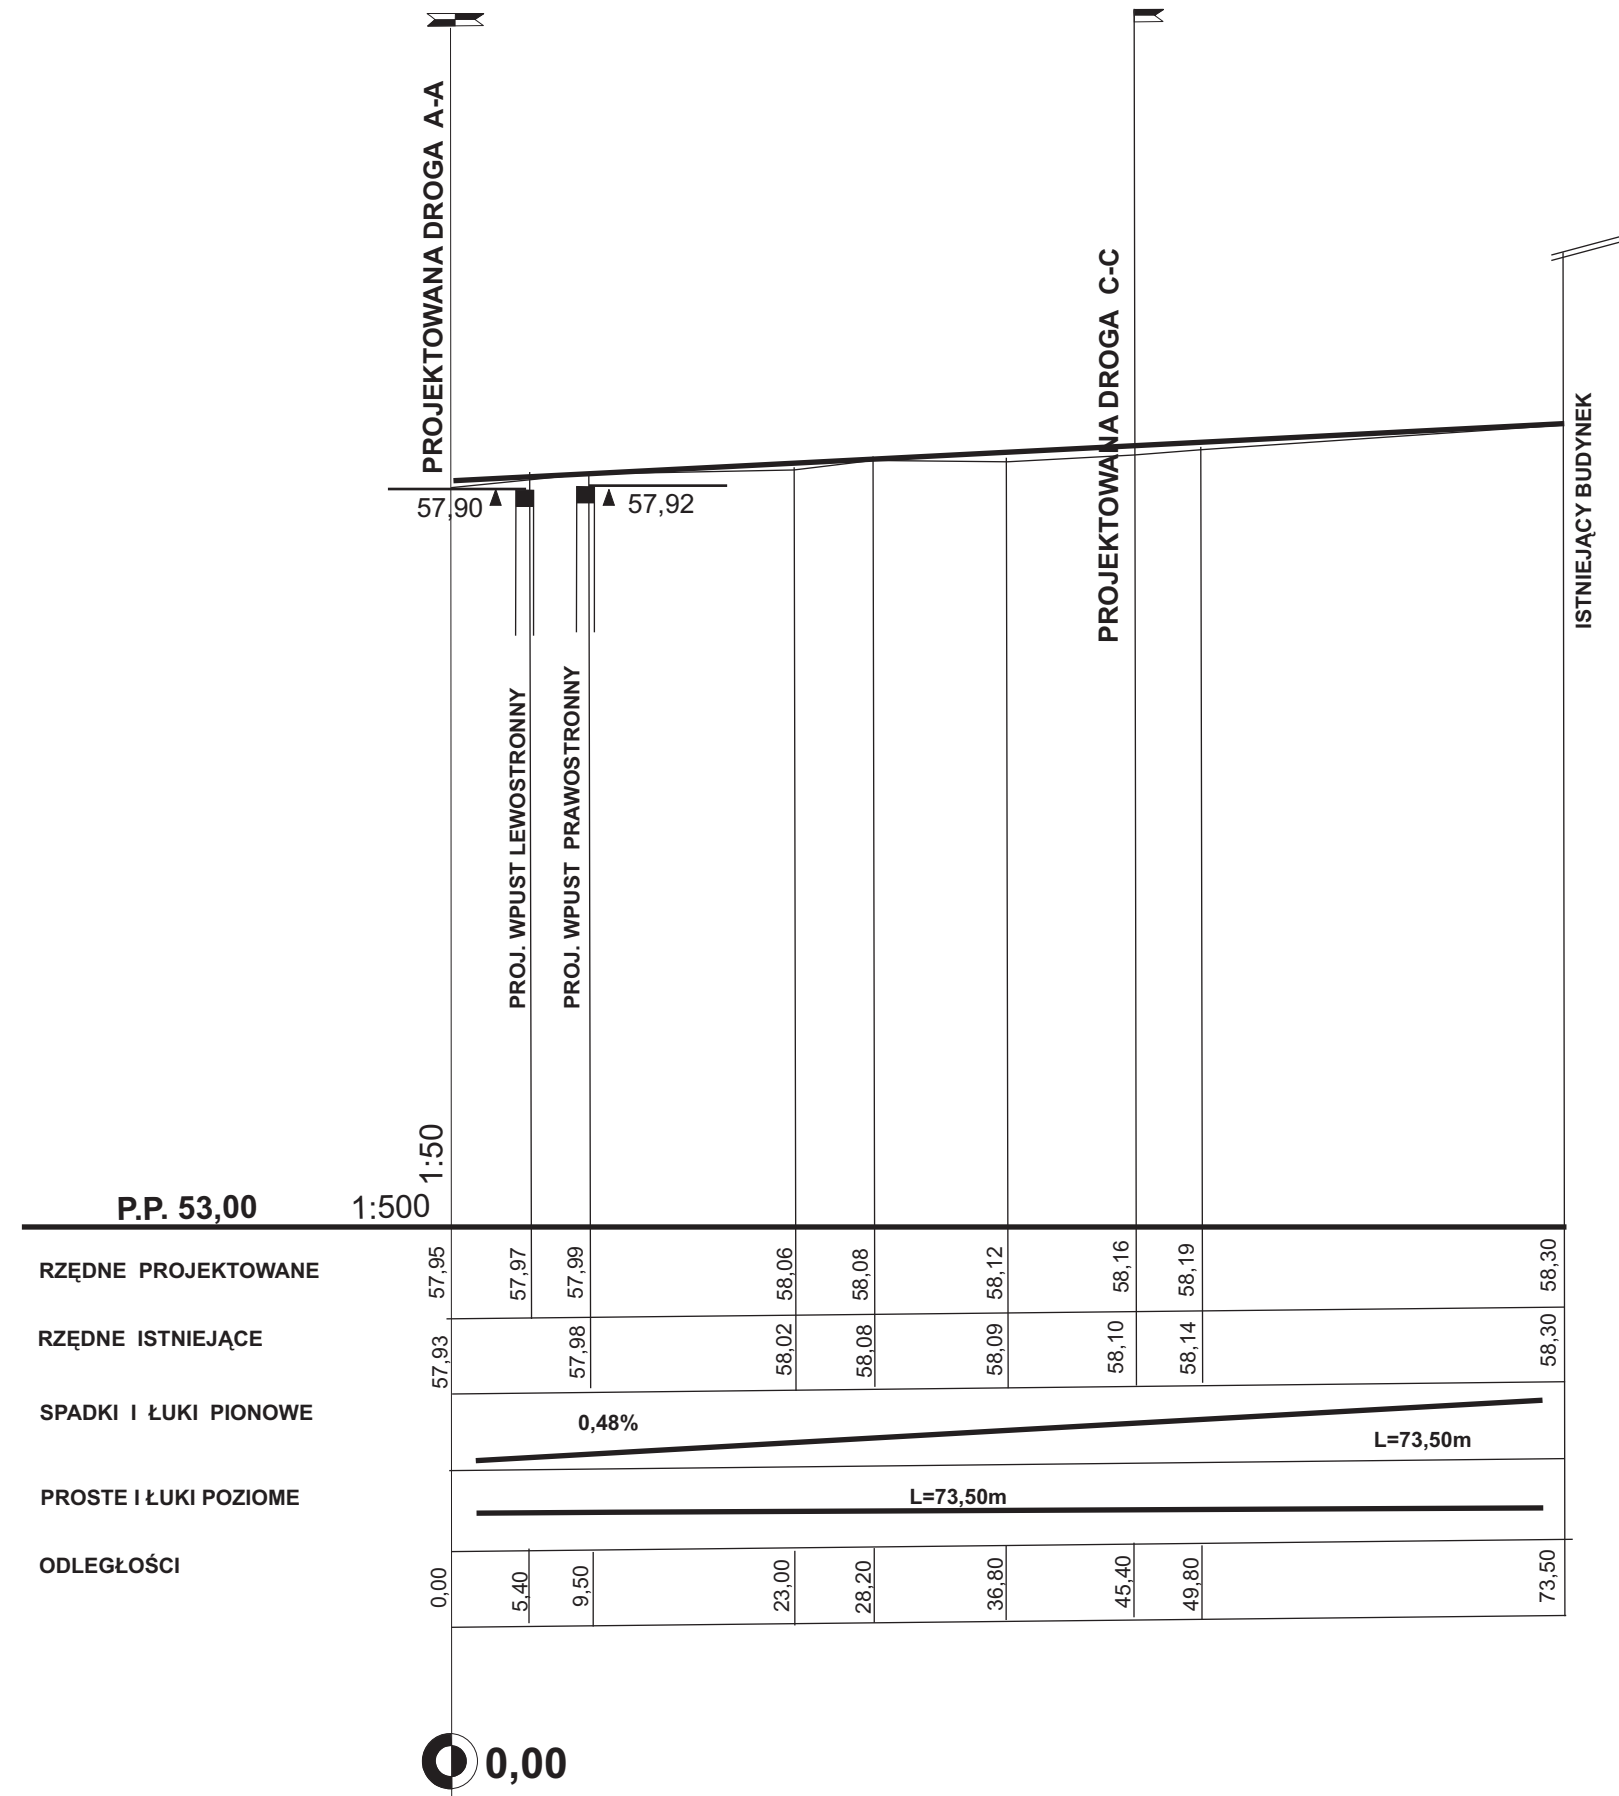 PROJEKTOWANA DROGA A-A
PROJEKTOWANA DROGA C-C
ISTNIEJĄCY BUDYNEK
57,90
57,92
PROJ. WPUST LEWOSTRONNY
PROJ. WPUST PRAWOSTRONNY
1:50
P.P. 53,00 1:500
RZĘDNE PROJEKTOWANE 57,95 57,97 57,99 58,06 58,08 58,12 58,16 58,19 58,30
RZĘDNE ISTNIEJĄCE 57,93 57,98 58,02 58,08 58,09 58,10 58,14 58,30
SPADKI I ŁUKI PIONOWE 0,48% L=73,50m
PROSTE I ŁUKI POZIOME L=73,50m
ODLEGŁOŚCI 0,00 5,40 9,50 23,00 28,20 36,80 45,40 49,80 73,50
0,00